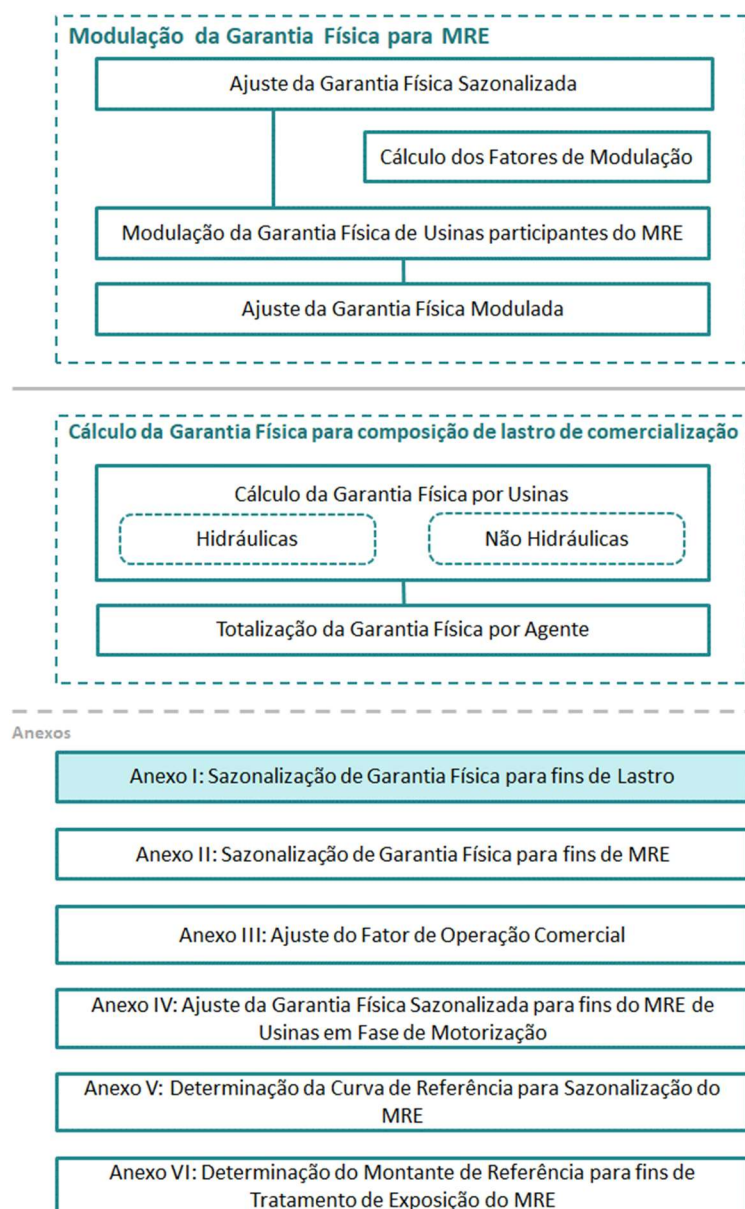 Modulação da Garantia Física para MRE
Ajuste da Garantia Física Sazonalizada
Cálculo dos Fatores de Modulação
Modulação da Garantia Física de Usinas participantes do MRE
Ajuste da Garantia Física Modulada
Cálculo da Garantia Física para composição de lastro de comercialização
Cálculo da Garantia Física por Usinas
Hidráulicas
Não Hidráulicas
Totalização da Garantia Física por Agente
Anexos
Anexo I: Sazonalização de Garantia Física para fins de Lastro
Anexo II: Sazonalização de Garantia Física para fins de MRE
Anexo III: Ajuste do Fator de Operação Comercial
Anexo IV: Ajuste da Garantia Física Sazonalizada para fins do MRE de
Usinas em Fase de Motorização
Anexo V: Determinação da Curva de Referência para Sazonalização do
MRE
Anexo VI: Determinação do Montante de Referência para fins de
Tratamento de Exposição do MRE